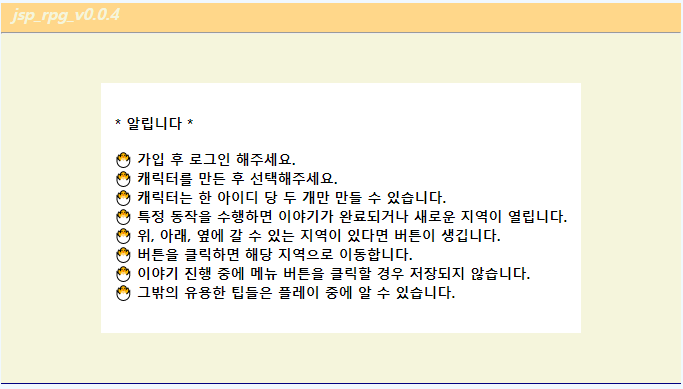 jsp_rpg_v0.0.4
* 알립니다 *
🐣 가입 후 로그인 해주세요.
🐣 캐릭터를 만든 후 선택해주세요.
🐣 캐릭터는 한 아이디 당 두 개만 만들 수 있습니다.
🐣 특정 동작을 수행하면 이야기가 완료되거나 새로운 지역이 열립니다.
🐣 위, 아래, 옆에 갈 수 있는 지역이 있다면 버튼이 생깁니다.
🐣 버튼을 클릭하면 해당 지역으로 이동합니다.
🐣 이야기 진행 중에 메뉴 버튼을 클릭할 경우 저장되지 않습니다.
🐣 그밖의 유용한 팁들은 플레이 중에 알 수 있습니다.